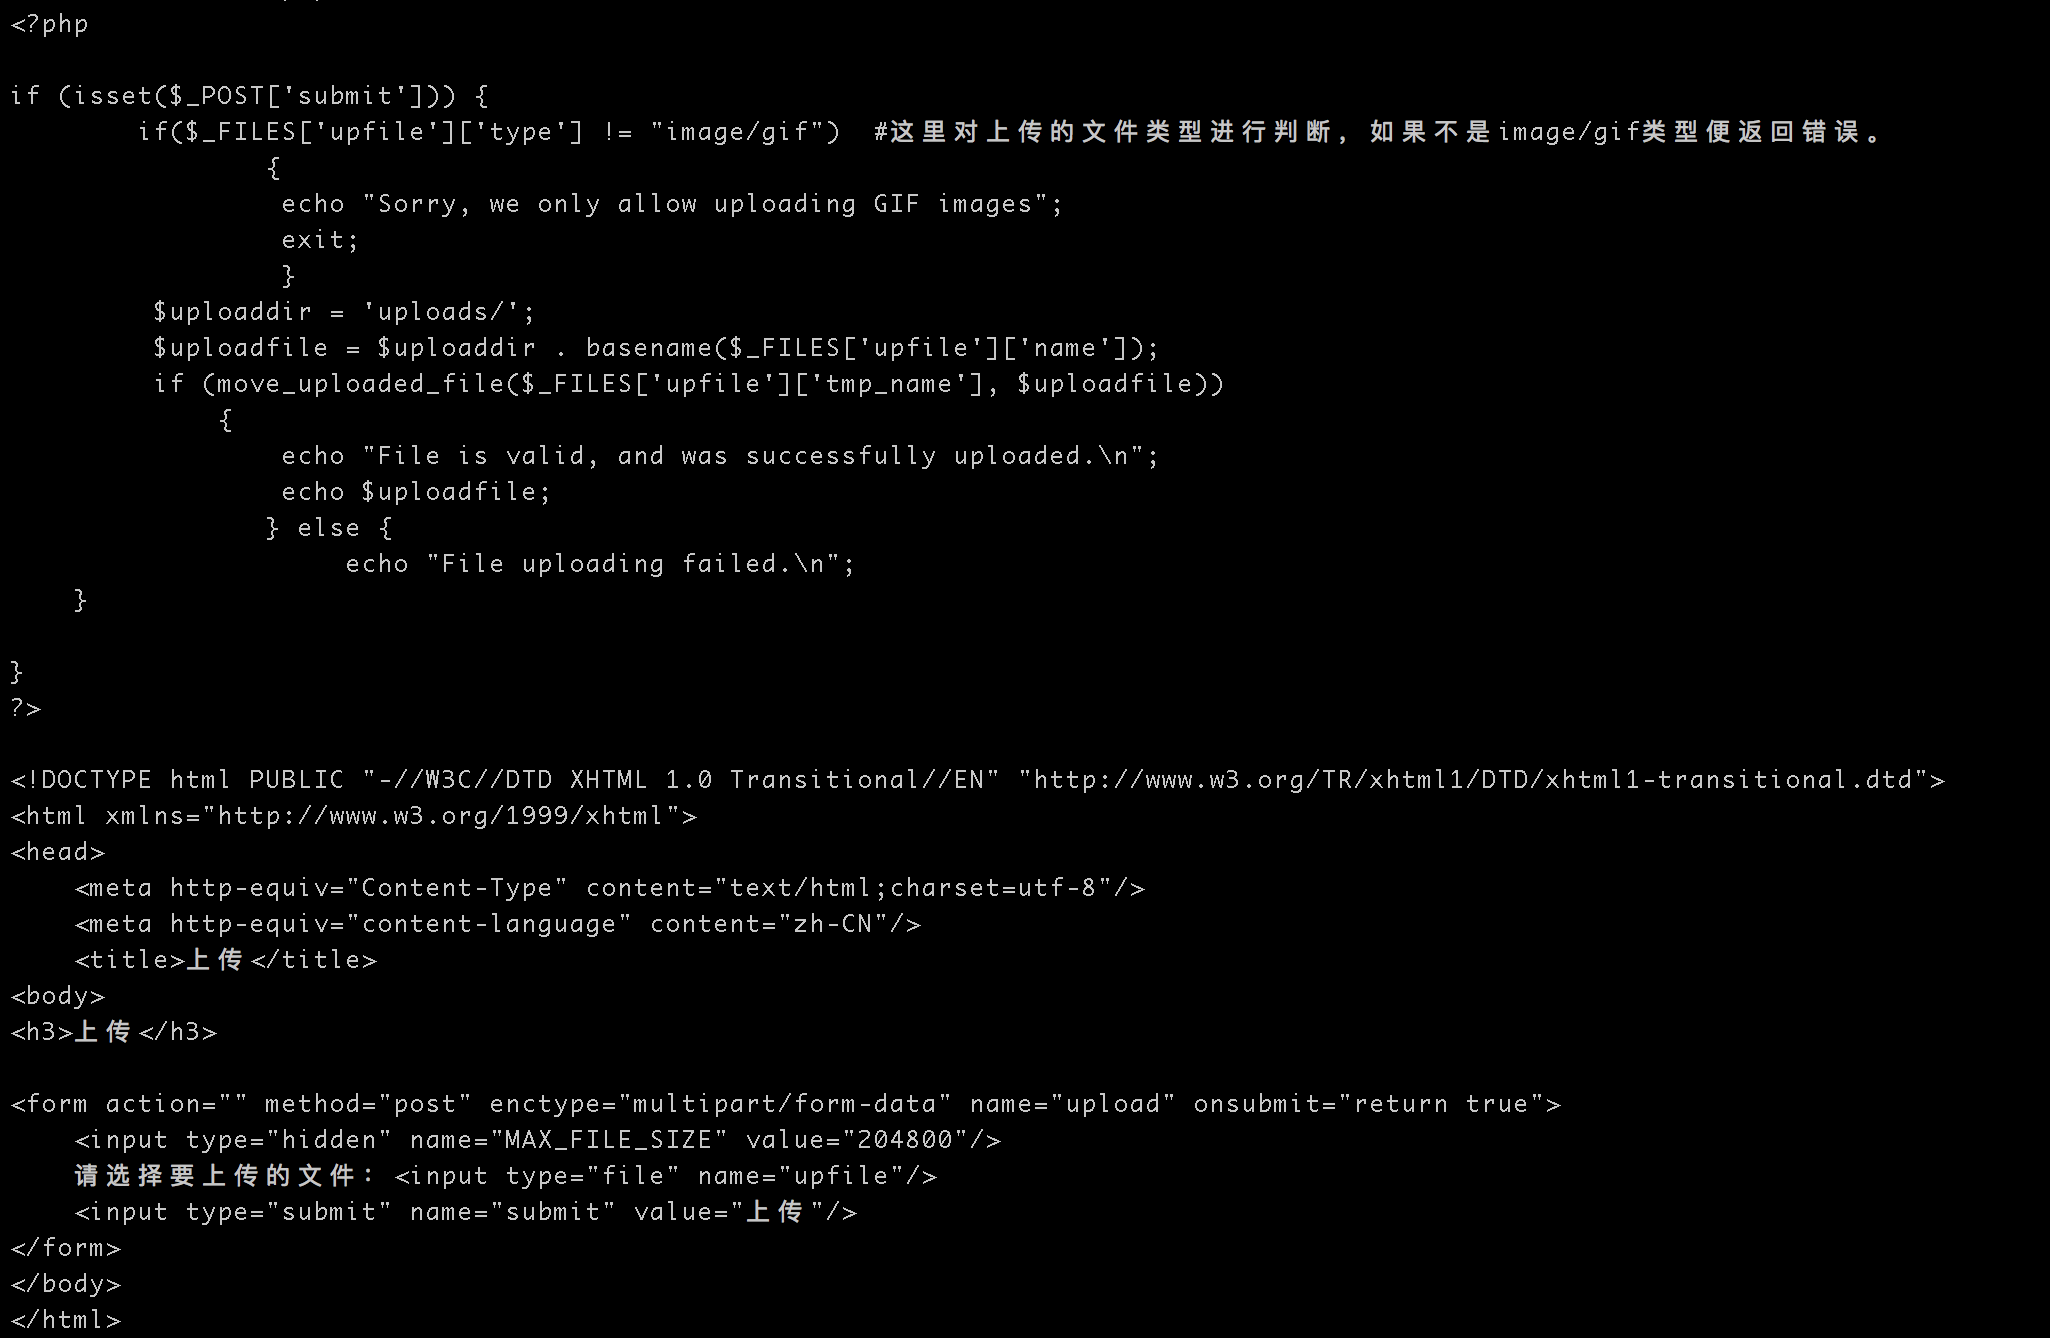 <?php
if (isset($_POST['submit'])) {
if($_FILES['upfile']['type'] != "image/gif")  #这里对上传的文件类型进行判断，如果不是image/gif类型便返回错误。
{
echo "Sorry, we only allow uploading GIF images";
exit;
}
$uploaddir = 'uploads/';
$uploadfile = $uploaddir . basename($_FILES['upfile']['name']);
if (move_uploaded_file($_FILES['upfile']['tmp_name'], $uploadfile))
{
echo "File is valid, and was successfully uploaded.\n";
echo $uploadfile;
} else {
echo "File uploading failed.\n";
}
}
?>
<!DOCTYPE html PUBLIC "-//W3C//DTD XHTML 1.0 Transitional//EN" "http://www.w3.org/TR/xhtml1/DTD/xhtml1-transitional.dtd">
<html xmlns="http://www.w3.org/1999/xhtml">
<head>
<meta http-equiv="Content-Type" content="text/html;charset=utf-8"/>
<meta http-equiv="content-language" content="zh-CN"/>
<title>上传</title>
<body>
<h3>上传</h3>
<form action="" method="post" enctype="multipart/form-data" name="upload" onsubmit="return true">
<input type="hidden" name="MAX_FILE_SIZE" value="204800"/>
请选择要上传的文件：<input type="file" name="upfile"/>
<input type="submit" name="submit" value="上传"/>
</form>
</body>
</html>